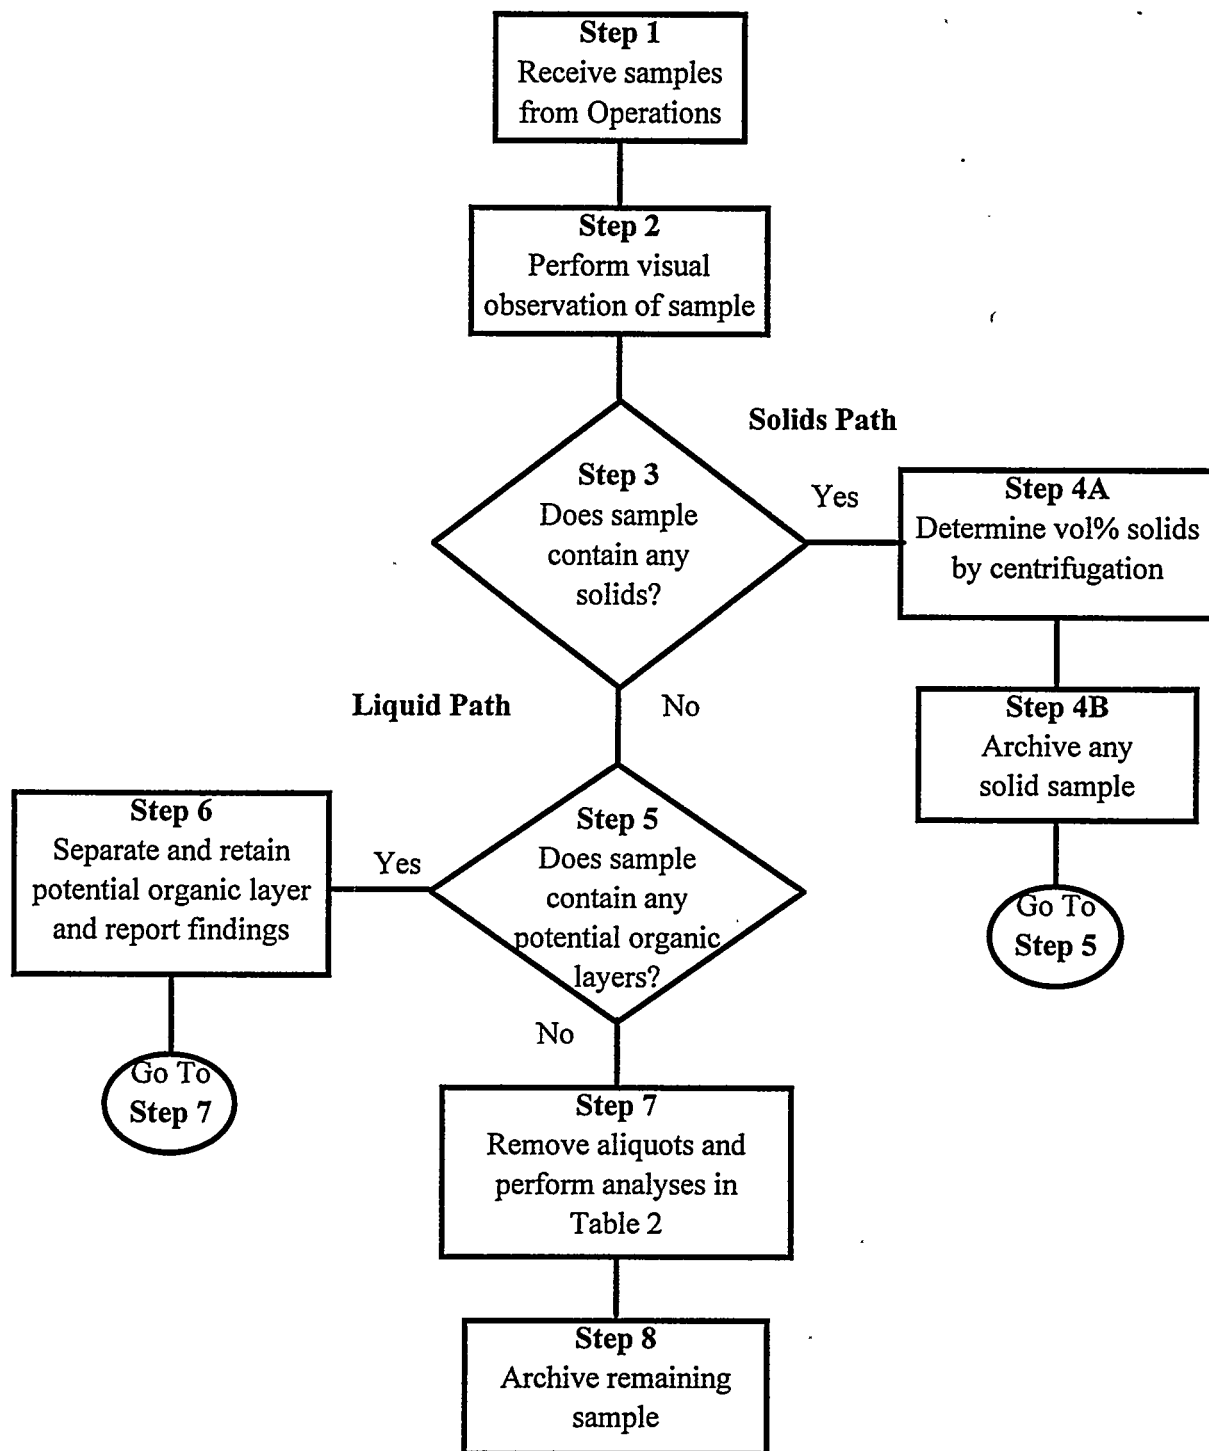 Step 1
Receive samples
from Operations
Step 2
Perform visual
observation of sample
Solids Path
Step 3
Does sample
contain any
solids?
Yes
Step 4A
Determine vol% solids
by centrifugation
Step 4B
Archive any
solid sample
Go To
Step 5
Liquid Path
No
Step 5
Does sample
contain any
potential organic
layers?
Yes
Step 6
Separate and retain
potential organic layer
and report findings
Go To
Step 7
No
Step 7
Remove aliquots and
perform analyses in
Table 2
Step 8
Archive remaining
sample